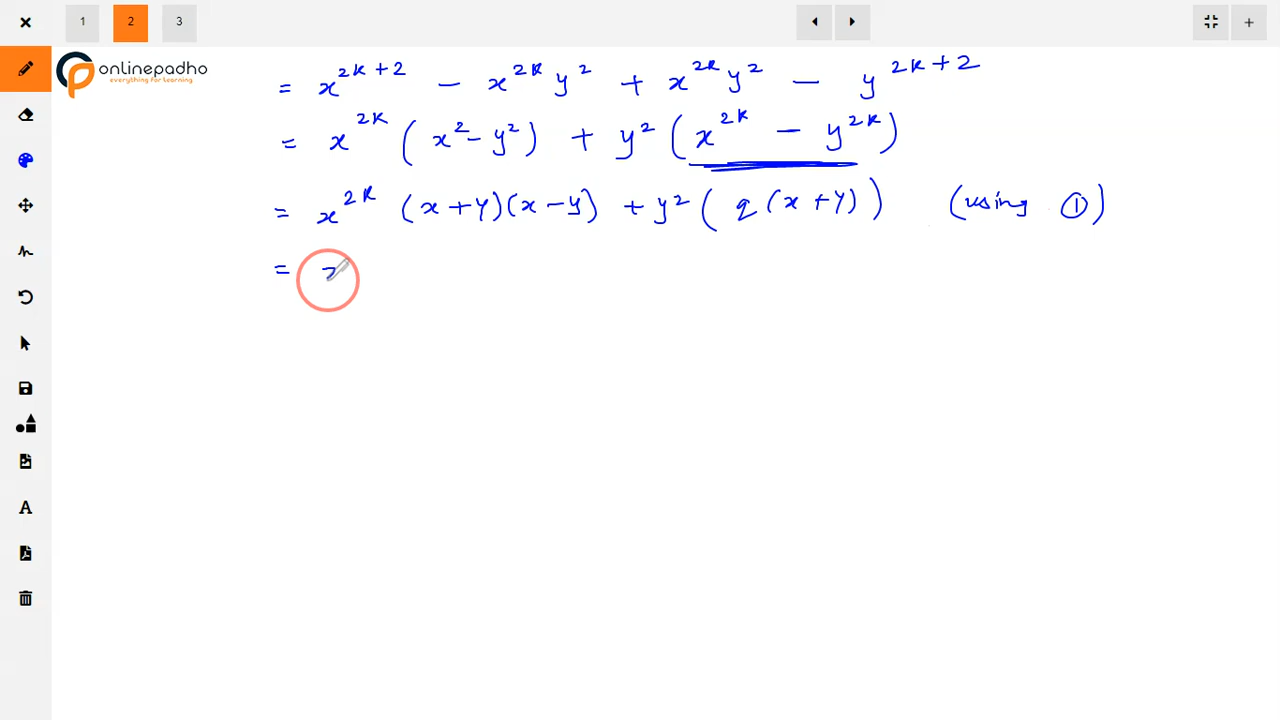 1 2 3
onlinepadho
everything for learning
= x^{2k+2} - x^{2k} y^2 + x^{2k} y^2 - y^{2k+2}
= x^{2k} (x^2 - y^2) + y^2 (x^{2k} - y^{2k})
= x^{2k} (x+y)(x-y) + y^2 (q(x+y)) (using ①)
= x
A